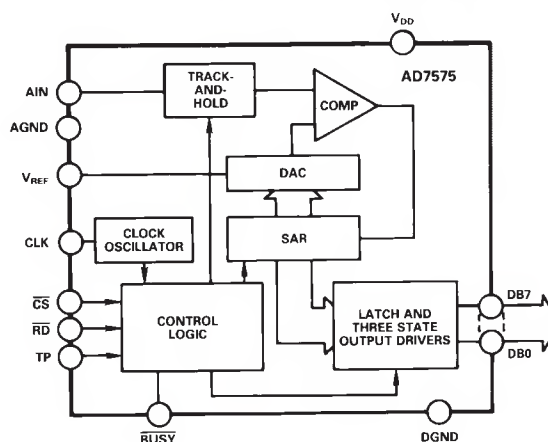 VDD
AD7575
TRACK-
AND-
HOLD
COMP
AIN
AGND
DAC
VREF
CLOCK
OSCILLATOR
CLK
SAR
CS
RD
TP
CONTROL
LOGIC
LATCH AND
THREE STATE
OUTPUT DRIVERS
DB7
DB0
BUSY
DGND